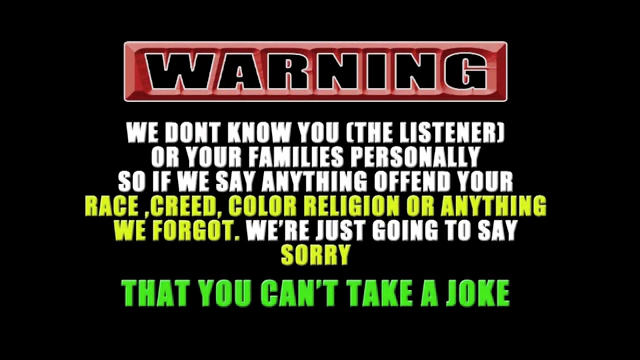 WARNING
WE DONT KNOW YOU (THE LISTENER)
OR YOUR FAMILIES PERSONALLY
SO IF WE SAY ANYTHING OFFEND YOUR
RACE ,CREED, COLOR RELIGION OR ANYTHING
WE FORGOT. WE'RE JUST GOING TO SAY
SORRY
THAT YOU CAN'T TAKE A JOKE